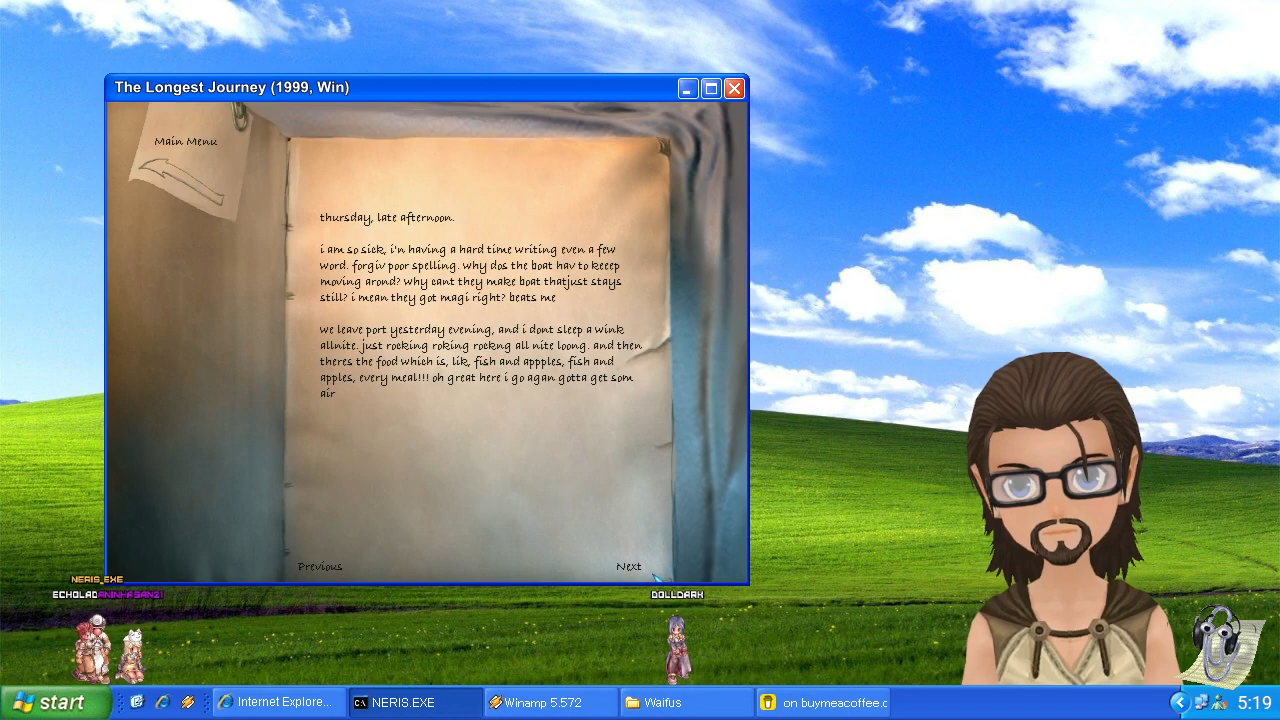 The Longest Journey (1999, Win)
Main Menu
thursday, late afternoon.
i am so sick, i'n having a hard time writing even a few
word. forgiv poor spelling. why dos the boat hav to keeep
moving arond? why cant they make boat thatjust stays
still? i mean they got magi right? beats me
we leave port yesterday evening, and i dont sleep a wink
allnite. just rocking roking rockng all nite loong. and then
theres the food which is, lik, fish and appples, fish and
apples, every meal!!! oh great here i go agan gotta get som
air
Previous
Next
NERIS_EXE
ECHOLAD
ANINHASAN21
DOLLDARK
start
Internet Explore...
NERIS.EXE
Winamp 5.572
Waifus
on buymeacoffee.c
5:19